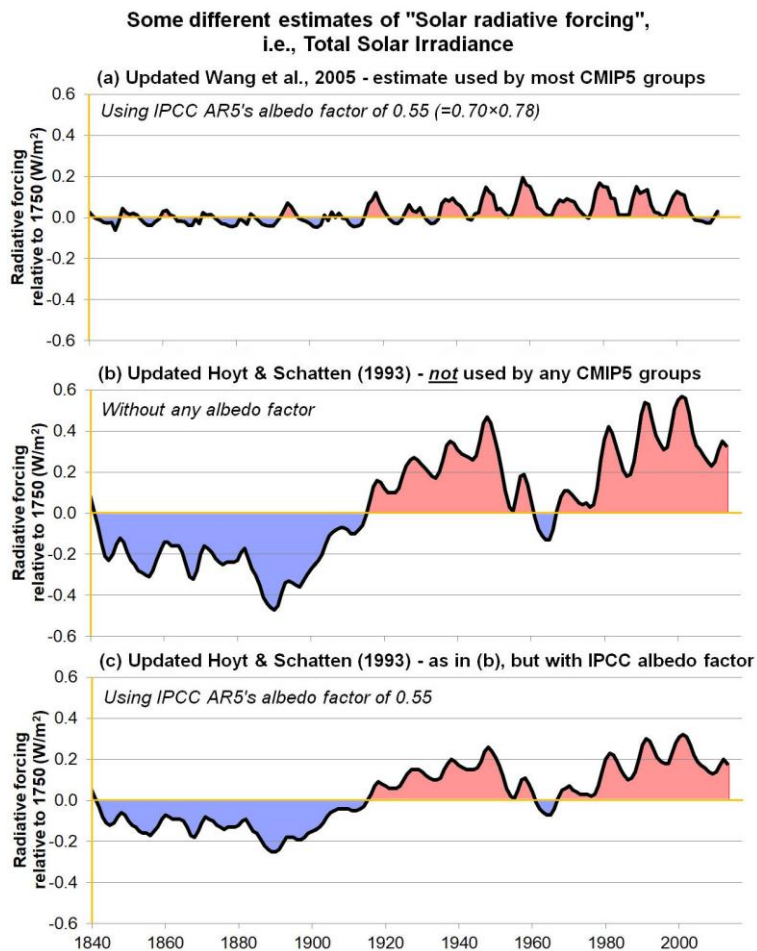 Some different estimates of "Solar radiative forcing",
i.e., Total Solar Irradiance
(a) Updated Wang et al., 2005 - estimate used by most CMIP5 groups
Using IPCC AR5's albedo factor of 0.55 (=0.70×0.78)
Radiative forcing
relative to 1750 (W/m²)
0.6
0.4
0.2
0.0
-0.2
-0.4
-0.6
(b) Updated Hoyt & Schatten (1993) - not used by any CMIP5 groups
Without any albedo factor
Radiative forcing
relative to 1750 (W/m²)
0.6
0.4
0.2
0.0
-0.2
-0.4
-0.6
(c) Updated Hoyt & Schatten (1993) - as in (b), but with IPCC albedo factor
Using IPCC AR5's albedo factor of 0.55
Radiative forcing
relative to 1750 (W/m²)
0.6
0.4
0.2
0.0
-0.2
-0.4
-0.6
1840 1860 1880 1900 1920 1940 1960 1980 2000